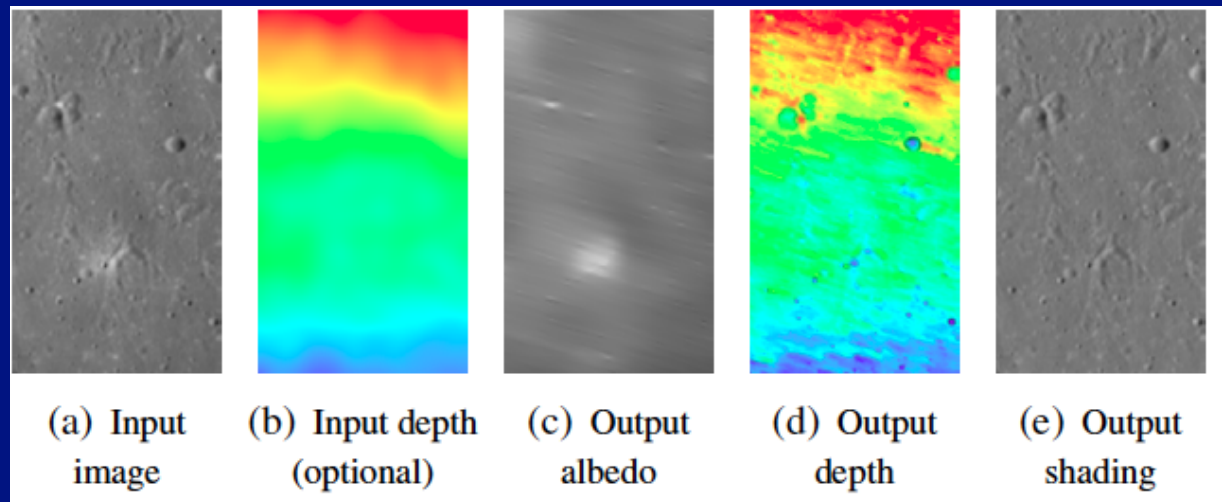 (a) Input image
(b) Input depth (optional)
(c) Output albedo
(d) Output depth
(e) Output shading